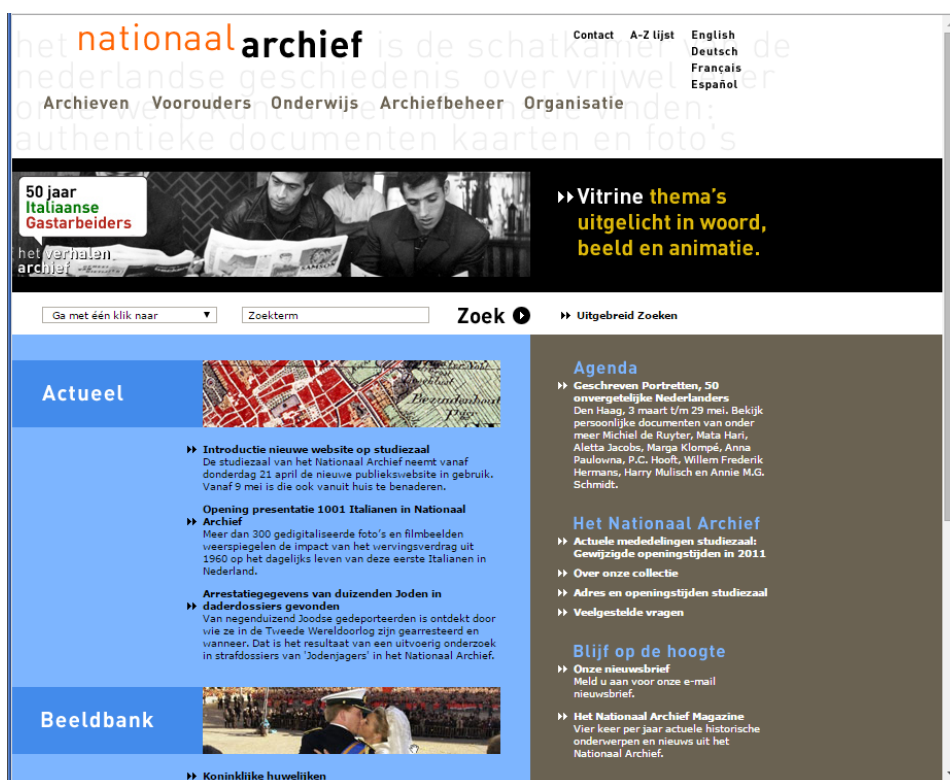 nationaal archief
Contact A-Z lijst English
Deutsch
Français
Español
het is de schatkamer van de
nederlandse geschiedenis over vrijwel ieder
onderwerp kunt u hier informatie vinden:
authentieke documenten kaarten en foto's
Archieven Voorouders Onderwijs Archiefbeheer Organisatie
50 jaar
Italiaanse
Gastarbeiders
het verhalen
archief
Vitrine thema's
uitgelicht in woord,
beeld en animatie.
Ga met één klik naar
Zoekterm
Zoek
Uitgebreid Zoeken
Actueel
Bezuidenhout
Introductie nieuwe website op studiezaal
De studiezaal van het Nationaal Archief neemt vanaf
donderdag 21 april de nieuwe publiekswebsite in gebruik.
Vanaf 9 mei is die ook vanuit huis te benaderen.
Opening presentatie 1001 Italianen in Nationaal
Archief
Meer dan 300 gedigitaliseerde foto's en filmbeelden
weerspiegelen de impact van het wervingsverdrag uit
1960 op het dagelijks leven van deze eerste Italianen in
Nederland.
Arrestatiegegevens van duizenden Joden in
daderdossiers gevonden
Van negenduizend Joodse gedeporteerden is ontdekt door
wie ze in de Tweede Wereldoorlog zijn gearresteerd en
wanneer. Dat is het resultaat van een uitvoerig onderzoek
in strafdossiers van 'Jodenjagers' in het Nationaal Archief.
Beeldbank
Koninklijke huwelijken
Agenda
Geschreven Portretten, 50
onvergetelijke Nederlanders
Den Haag, 3 maart t/m 29 mei. Bekijk
persoonlijke documenten van onder
meer Michiel de Ruyter, Mata Hari,
Aletta Jacobs, Marga Klompé, Anna
Paulowna, P.C. Hooft, Willem Frederik
Hermans, Harry Mulisch en Annie M.G.
Schmidt.
Het Nationaal Archief
Actuele mededelingen studiezaal:
Gewijzigde openingstijden in 2011
Over onze collectie
Adres en openingstijden studiezaal
Veelgestelde vragen
Blijf op de hoogte
Onze nieuwsbrief
Meld u aan voor onze e-mail
nieuwsbrief.
Het Nationaal Archief Magazine
Vier keer per jaar actuele historische
onderwerpen en nieuws uit het
Nationaal Archief.